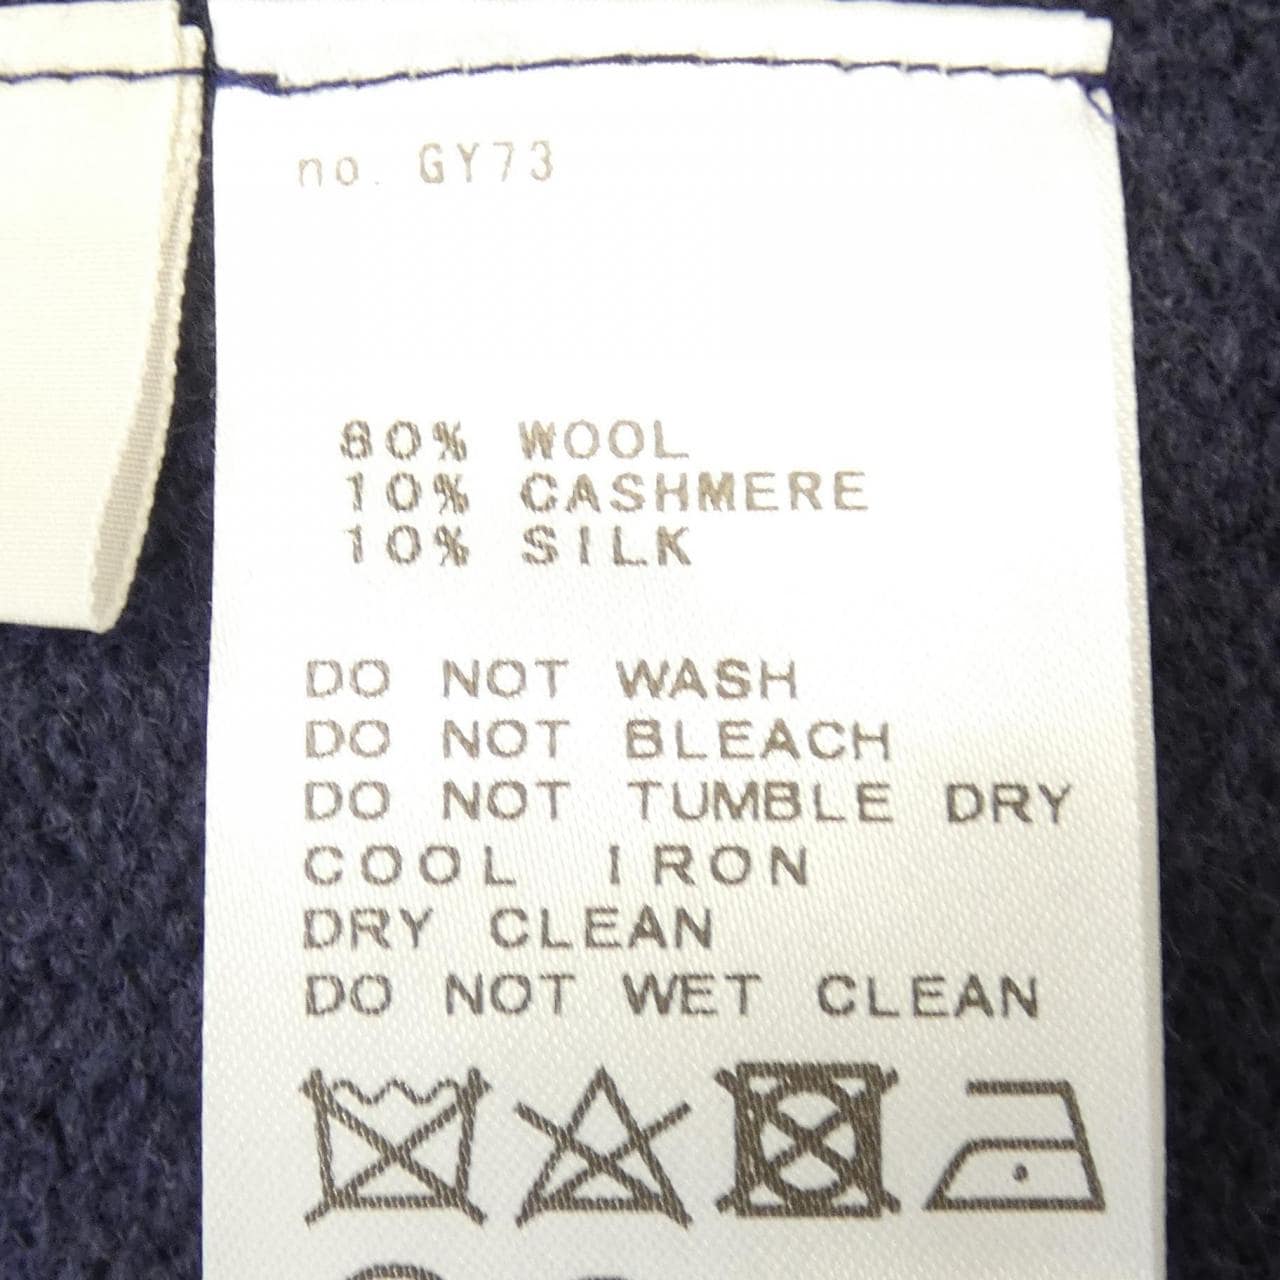 no. GY73
80% WOOL
10% CASHMERE
10% SILK
DO NOT WASH
DO NOT BLEACH
DO NOT TUMBLE DRY
COOL IRON
DRY CLEAN
DO NOT WET CLEAN